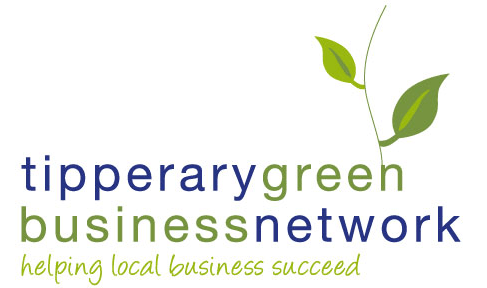 tipperarygreen
businessnetwork
helping local business succeed